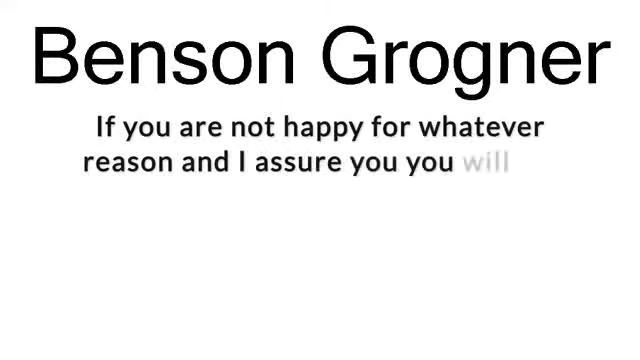 Benson Grogner
If you are not happy for whatever
reason and I assure you you will